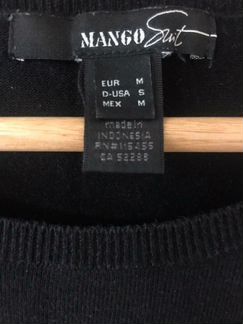 MANGO Suit
EUR M
D-USA S
MEX M
made in
INDONESIA
RN#115455
CA 52288